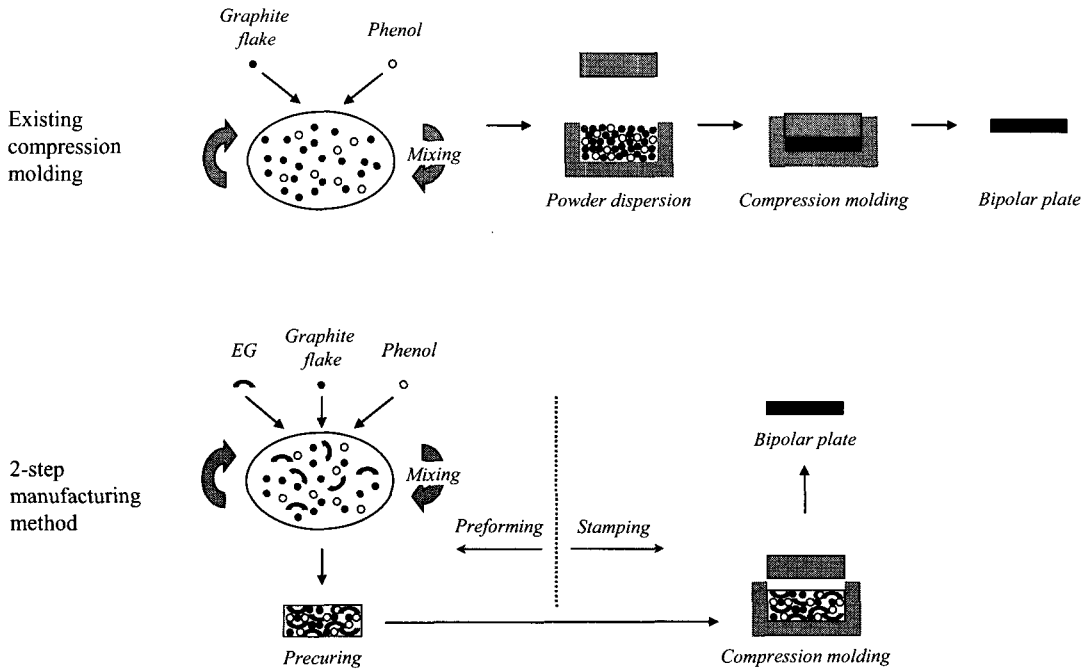 Graphite
flake
Phenol
Existing
compression
molding
Mixing
Powder dispersion
Compression molding
Bipolar plate
EG
Graphite
flake
Phenol
2-step
manufacturing
method
Mixing
Preforming
Stamping
Bipolar plate
Precuring
Compression molding